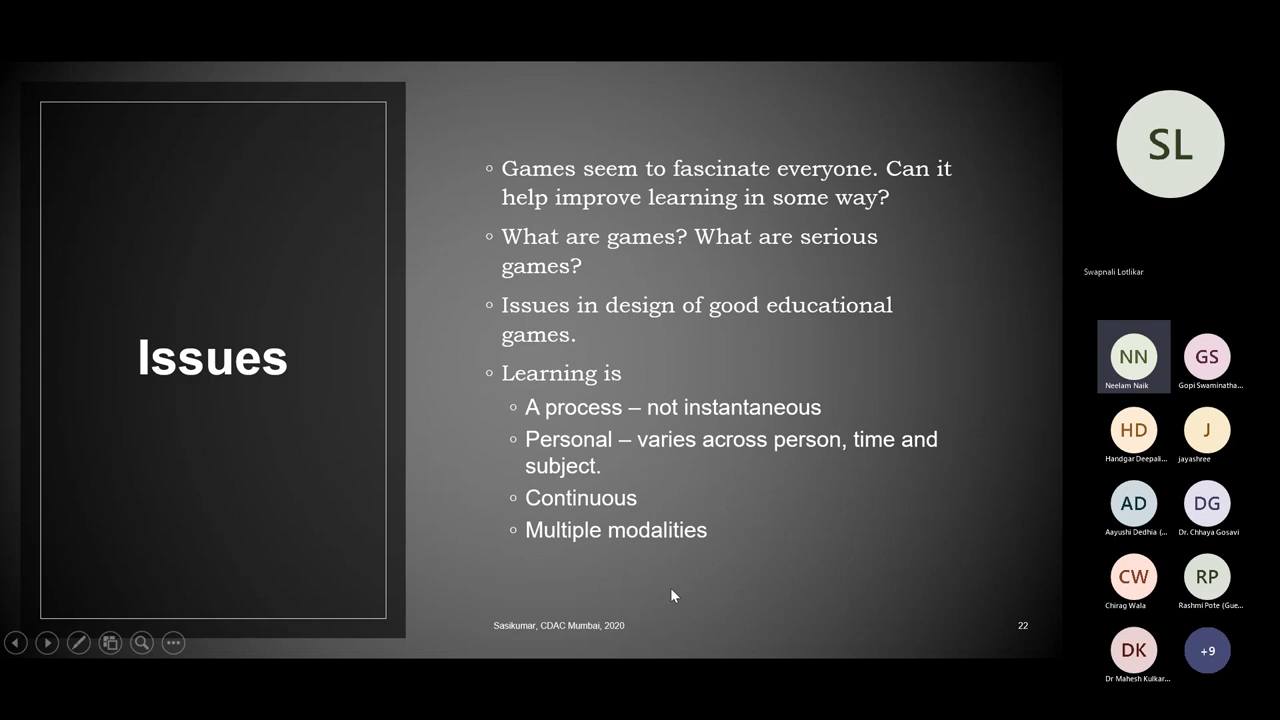 Issues
Games seem to fascinate everyone. Can it
help improve learning in some way?
What are games? What are serious
games?
Issues in design of good educational
games.
Learning is
A process – not instantaneous
Personal – varies across person, time and
subject.
Continuous
Multiple modalities
Sasikumar, CDAC Mumbai, 2020
22
SL
Swapnali Lotlikar
NN
Neelam Naik
GS
Gopi Swaminatha...
HD
Handgar Deepali...
J
jayashree
AD
Aayushi Dedhia (...
DG
Dr. Chhaya Gosavi
CW
Chirag Wala
RP
Rashmi Pote (Gue...
DK
Dr Mahesh Kulkar...
+9